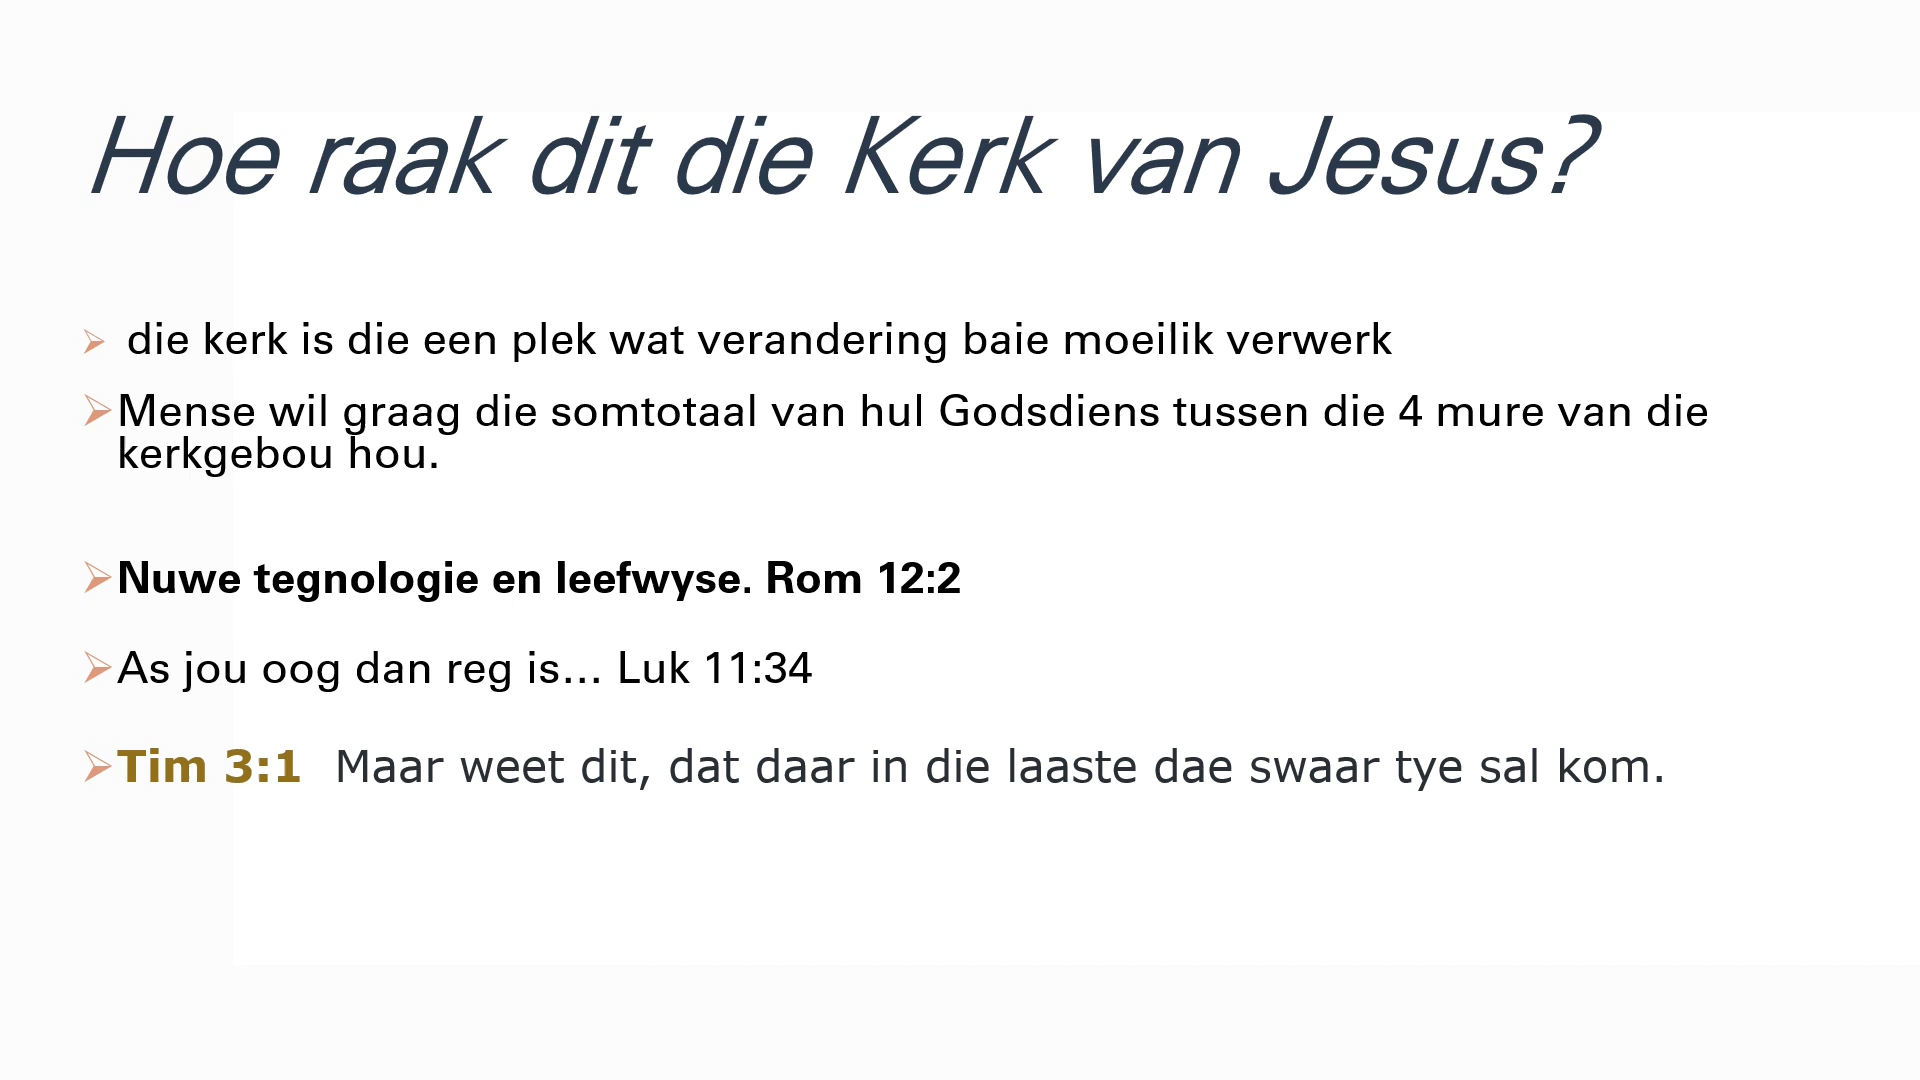 Hoe raak dit die Kerk van Jesus?
die kerk is die een plek wat verandering baie moeilik verwerk
Mense wil graag die somtotaal van hul Godsdiens tussen die 4 mure van die
kerkgebou hou.
Nuwe tegnologie en leefwyse. Rom 12:2
As jou oog dan reg is… Luk 11:34
Tim 3:1 Maar weet dit, dat daar in die laaste dae swaar tye sal kom.